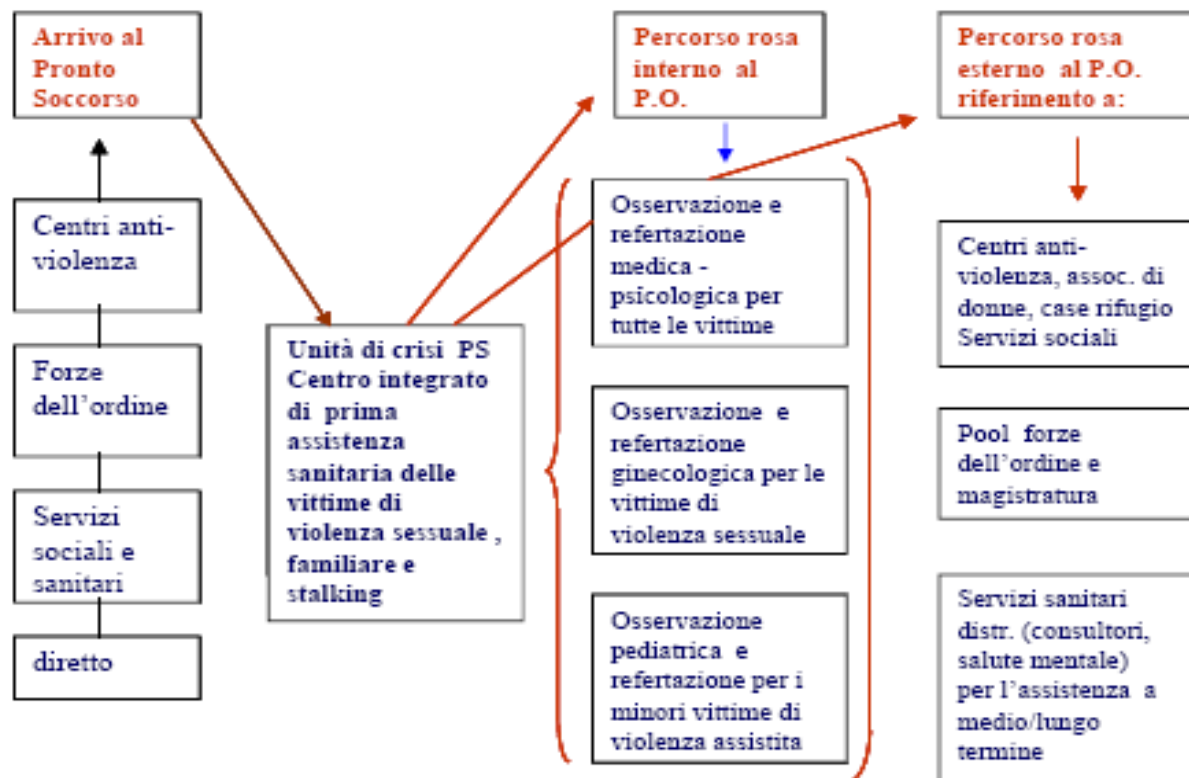 Arrivo al
Pronto
Soccorso
Centri anti-
violenza
Forze
dell’ordine
Servizi
sociali e
sanitari
diretto
Unità di crisi PS
Centro integrato
di prima
assistenza
sanitaria delle
vittime di
violenza sessuale ,
familiare e
stalking
Percorso rosa
interno al
P.O.
Osservazione e
refertazione
medica -
psicologica per
tutte le vittime
Osservazione e
refertazione
ginecologica per le
vittime di
violenza sessuale
Osservazione
pediatrica e
refertazione per i
minori vittime di
violenza assistita
Percorso rosa
esterno al P.O.
riferimento a:
Centri anti-
violenza, assoc. di
donne, case rifugio
Servizi sociali
Pool forze
dell’ordine e
magistratura
Servizi sanitari
distr. (consultori,
salute mentale)
per l’assistenza a
medio/lungo
termine